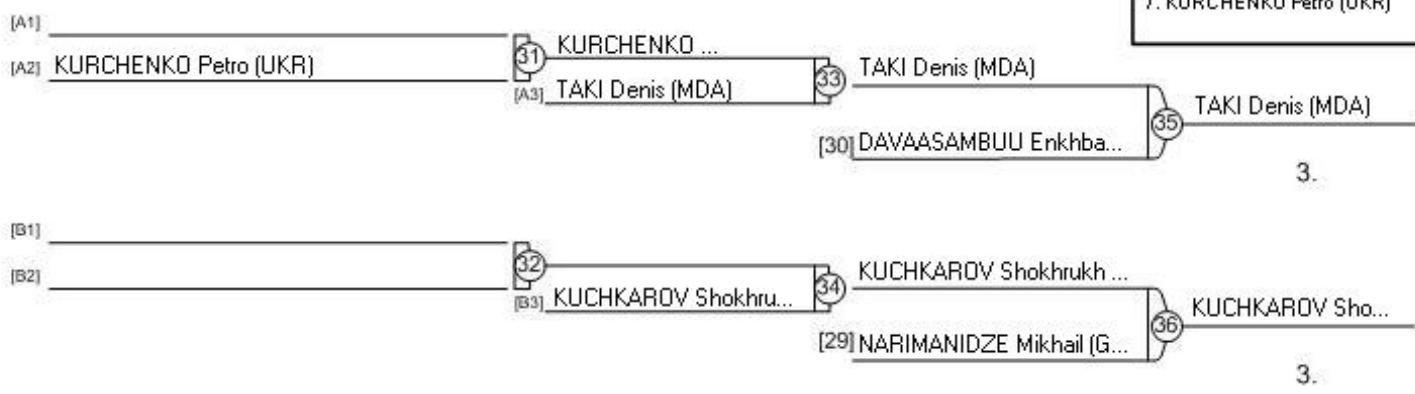 7. KURCHENKO Petro (UKR)
[A1]
[A2] KURCHENKO Petro (UKR)
31 KURCHENKO ...
[A3] TAKI Denis (MDA)
33 TAKI Denis (MDA)
[30] DAVAASAMBUU Enkhba...
35 TAKI Denis (MDA)
3.
[B1]
[B2]
32
[B3] KUCHKAROV Shokhru...
34 KUCHKAROV Shokhrukh ...
[29] NARIMANIDZE Mikhail (G...
36 KUCHKAROV Sho...
3.